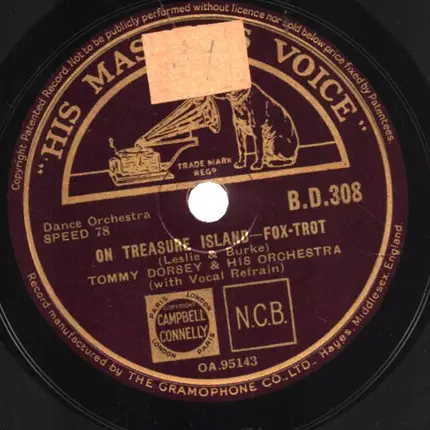 Copyright. Patented Record. Not to be publicly performed without licence nor sold below price fixed by Patentees.
"HIS MASTER'S VOICE"
TRADE MARK
REGD
Dance Orchestra
SPEED 78
B.D.308
ON TREASURE ISLAND—FOX-TROT
(Leslie & Burke)
TOMMY DORSEY & HIS ORCHESTRA
(with Vocal Refrain)
COPYRIGHT
PARIS LONDON
CAMPBELL
CONNELLY
LONDON PARIS
N.C.B.
OA.95143
Record manufactured by THE GRAMOPHONE CO., LTD., Hayes, Middlesex, England.